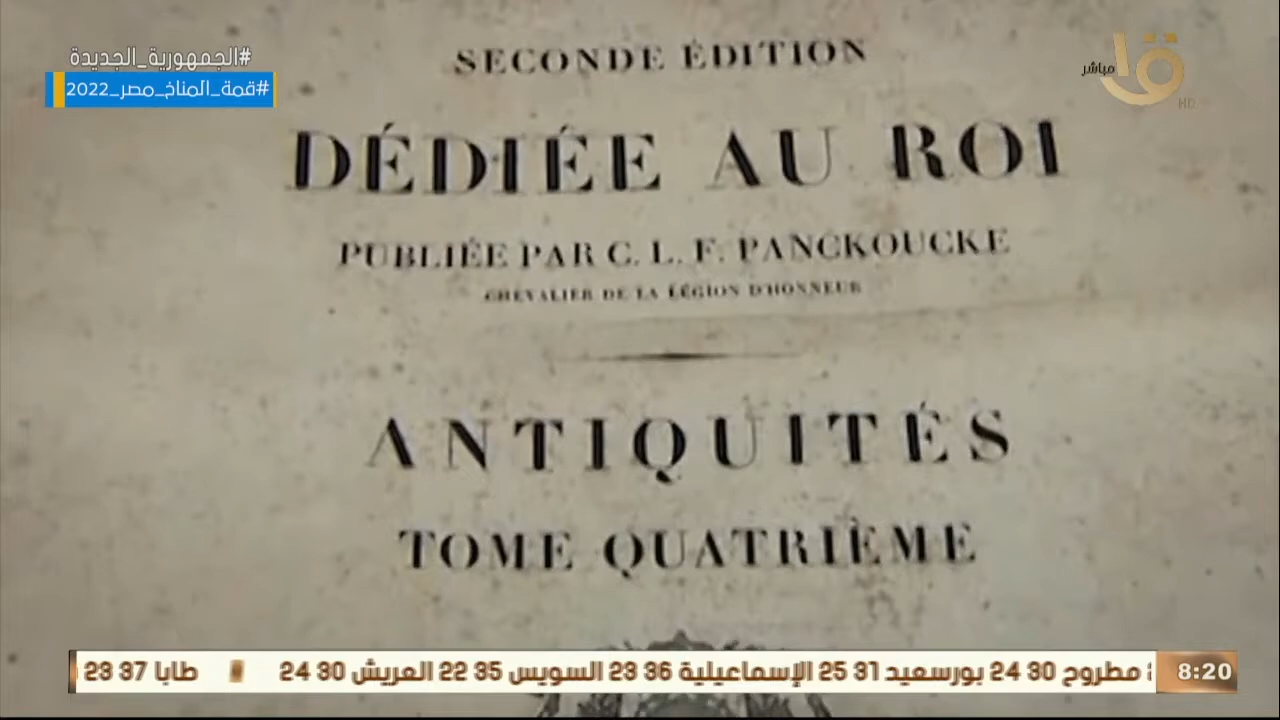 #الجمهورية_الجديدة
#قمة_المناخ_مصر_2022
مباشر
HD
SECONDE ÉDITION
DÉDIÉE AU ROI
PUBLIÉE PAR C. L. F. PANCKOUCKE
CHEVALIER DE LA LÉGION D'HONNEUR
ANTIQUITÉS
TOME QUATRIÈME
8:20 مطروح 30 24 بورسعيد 31 25 الإسماعيلية 36 23 السويس 35 22 العريش 30 24 طابا 37 23